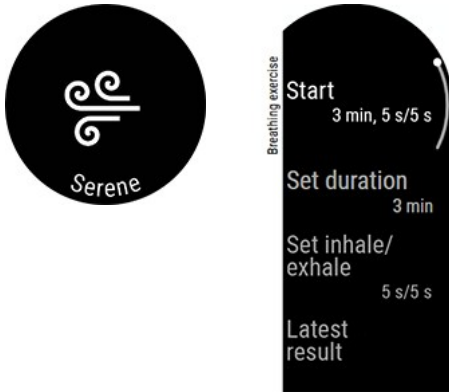 Serene
Breathing exercise
Start
3 min, 5 s/5 s
Set duration
3 min
Set inhale/
exhale
5 s/5 s
Latest
result